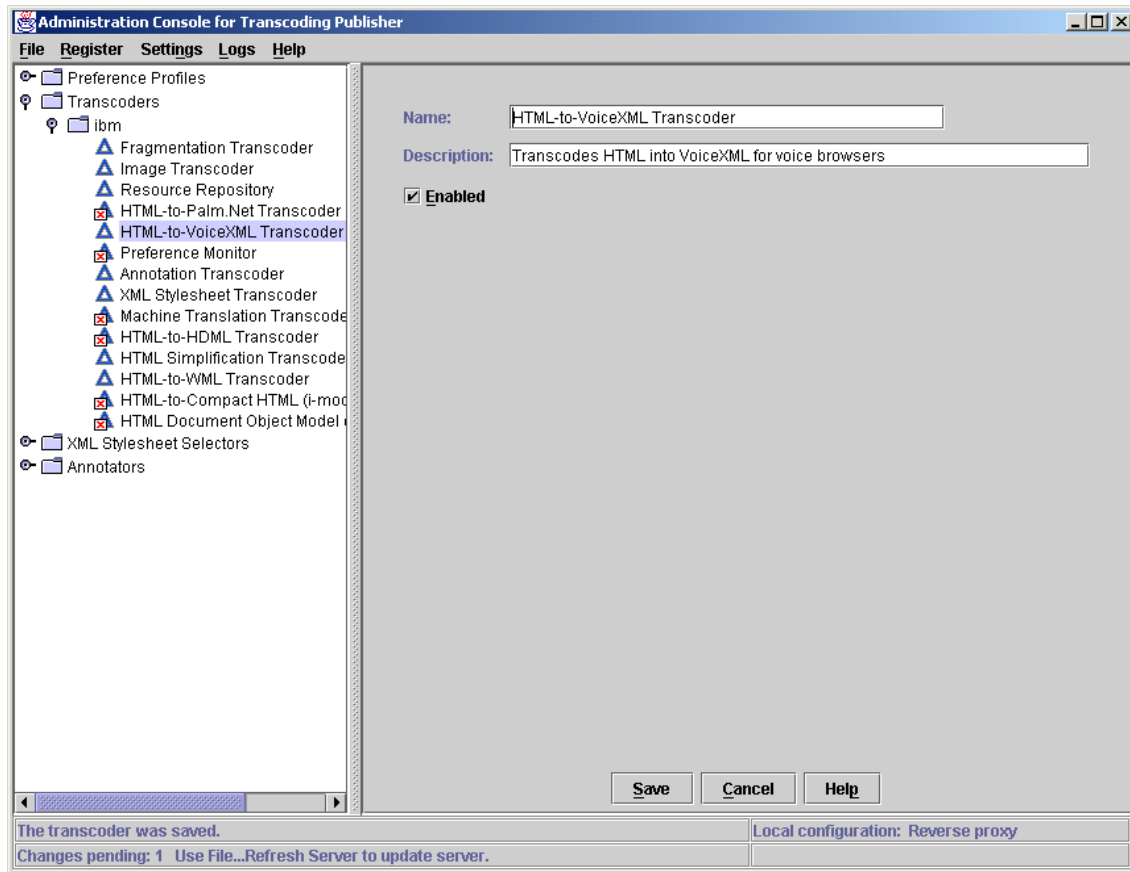 Administration Console for Transcoding Publisher
File Register Settings Logs Help
Preference Profiles
Transcoders
ibm
Fragmentation Transcoder
Image Transcoder
Resource Repository
HTML-to-Palm.Net Transcoder
HTML-to-VoiceXML Transcoder
Preference Monitor
Annotation Transcoder
XML Stylesheet Transcoder
Machine Translation Transcode
HTML-to-HDML Transcoder
HTML Simplification Transcode
HTML-to-WML Transcoder
HTML-to-Compact HTML (i-mod
HTML Document Object Model
XML Stylesheet Selectors
Annotators
Name: HTML-to-VoiceXML Transcoder
Description: Transcodes HTML into VoiceXML for voice browsers
Enabled
Save Cancel Help
The transcoder was saved. Local configuration: Reverse proxy
Changes pending: 1 Use File...Refresh Server to update server.